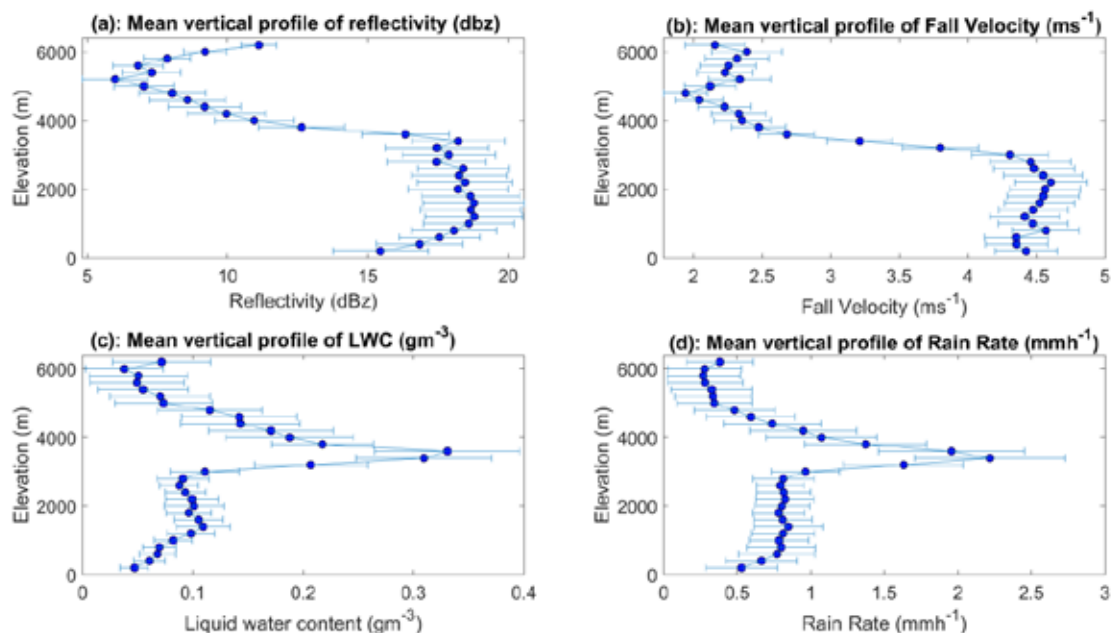 (a): Mean vertical profile of reflectivity (dbz)
6000
4000
2000
0
Elevation (m)
5 10 15 20
Reflectivity (dBz)
(b): Mean vertical profile of Fall Velocity (ms⁻¹)
6000
4000
2000
0
Elevation (m)
2 2.5 3 3.5 4 4.5 5
Fall Velocity (ms⁻¹)
(c): Mean vertical profile of LWC (gm⁻³)
6000
4000
2000
0
Elevation (m)
0 0.1 0.2 0.3 0.4
Liquid water content (gm⁻³)
(d): Mean vertical profile of Rain Rate (mmh⁻¹)
6000
4000
2000
0
Elevation (m)
0 0.5 1 1.5 2 2.5 3
Rain Rate (mmh⁻¹)